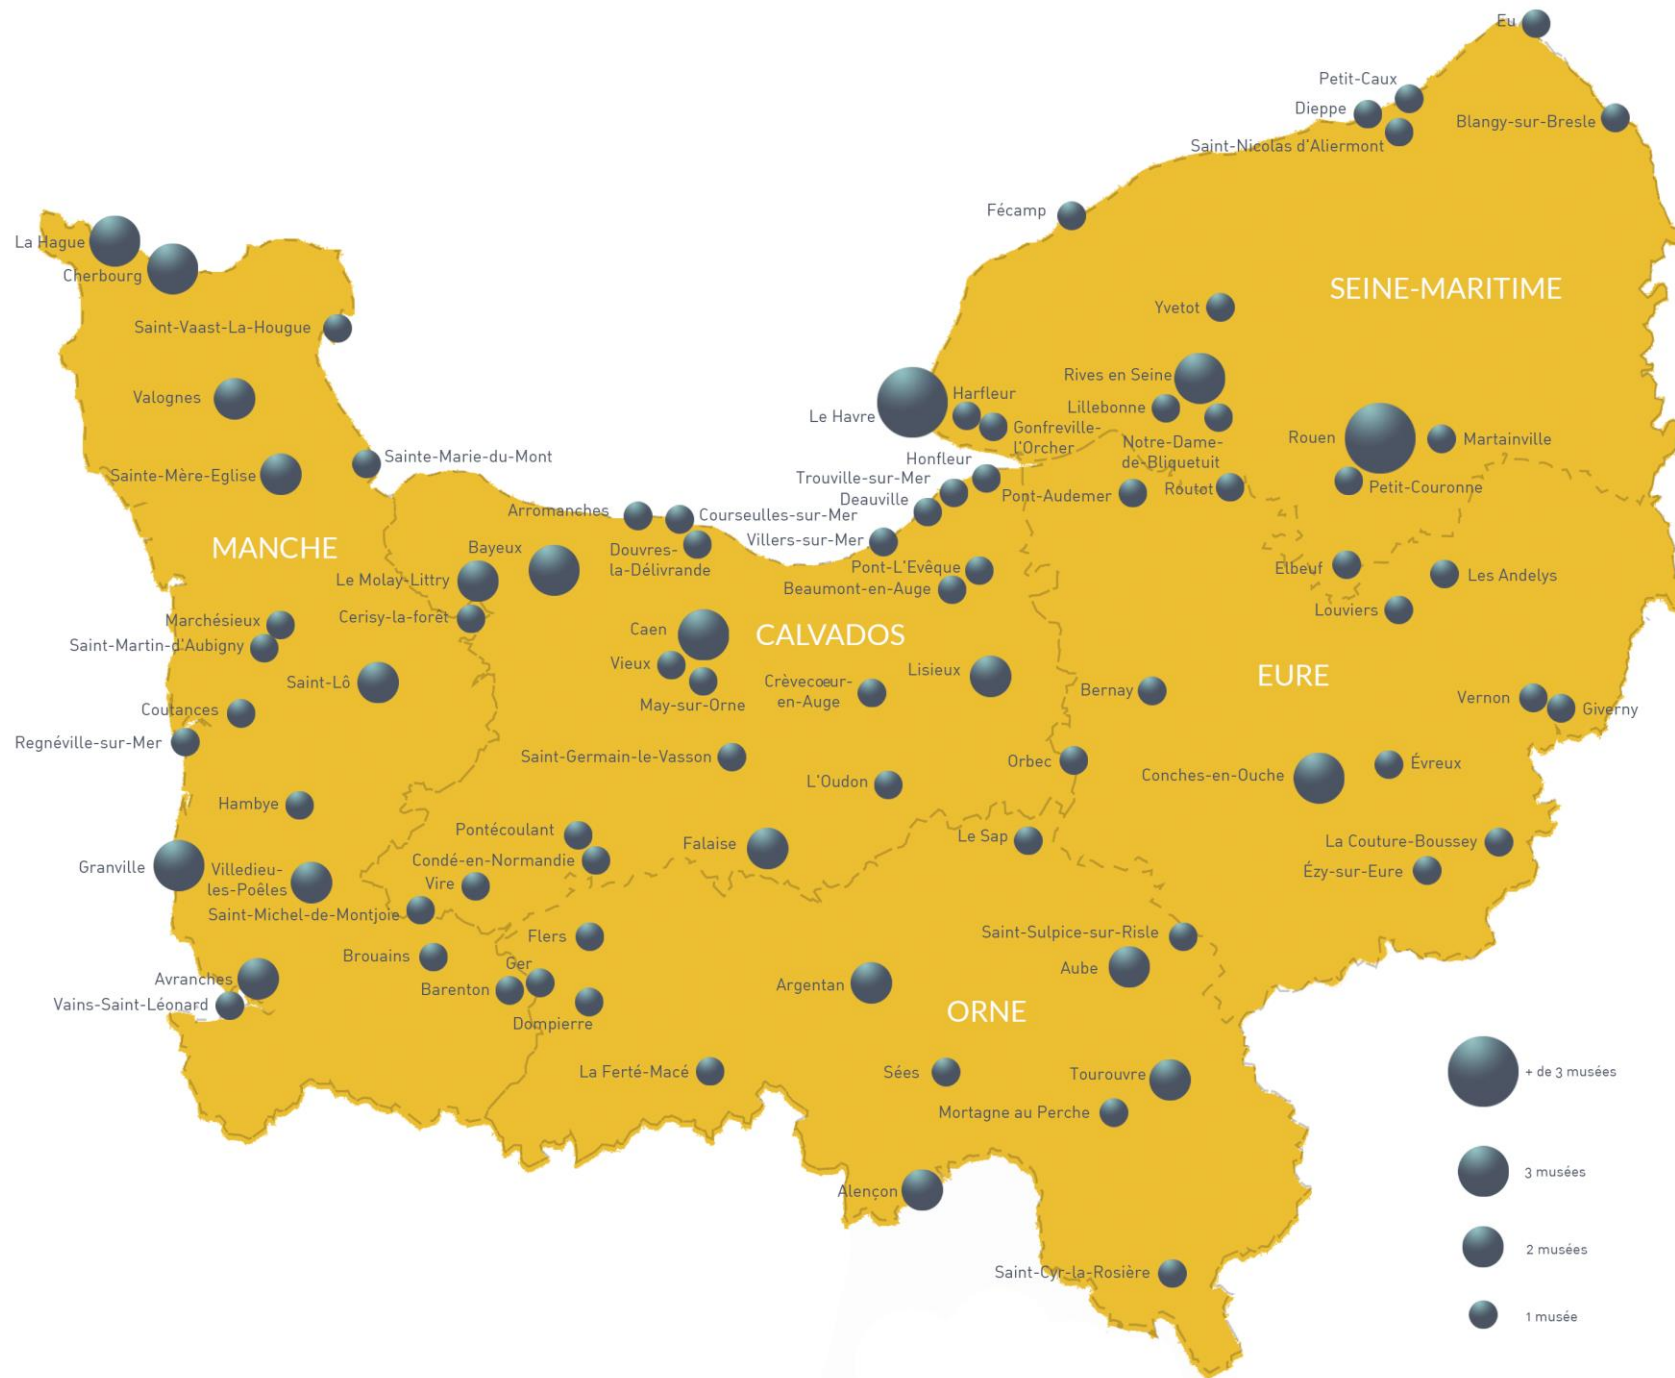 Eu
Petit-Caux
Dieppe
Blangy-sur-Bresle
Saint-Nicolas d'Aliermont
Fécamp
La Hague
Cherbourg
SEINE-MARITIME
Yvetot
Saint-Vaast-La-Hougue
Rives en Seine
Valognes
Harfleur
Lillebonne
Le Havre
Gonfreville-
l'Orcher
Rouen
Martainville
Notre-Dame-
de-Bliquetuit
Sainte-Marie-du-Mont
Honfleur
Sainte-Mère-Eglise
Trouville-sur-Mer
Deauville
Pont-Audemer
Routot
Petit-Couronne
Arromanches
Courseulles-sur-Mer
Villers-sur-Mer
MANCHE
Bayeux
Douvres-
la-Délivrande
Pont-L'Evêque
Elbeuf
Les Andelys
Le Molay-Littry
Beaumont-en-Auge
Louviers
Marchésieux
Cerisy-la-forêt
Caen
CALVADOS
Saint-Martin-d'Aubigny
Vieux
Lisieux
EURE
Saint-Lô
Crèvecœur-
en-Auge
Bernay
May-sur-Orne
Vernon
Giverny
Coutances
Regnéville-sur-Mer
Saint-Germain-le-Vasson
Orbec
Évreux
Conches-en-Ouche
L'Oudon
Hambye
Pontécoulant
Le Sap
Falaise
La Couture-Boussey
Granville
Condé-en-Normandie
Villedieu-
les-Poêles
Vire
Ézy-sur-Eure
Saint-Michel-de-Montjoie
Flers
Saint-Sulpice-sur-Risle
Brouains
Ger
Aube
Avranches
Barenton
Argentan
Vains-Saint-Léonard
Dompierre
ORNE
La Ferté-Macé
Sées
Tourouvre
+ de 3 musées
Mortagne au Perche
3 musées
Alençon
2 musées
Saint-Cyr-la-Rosière
1 musée